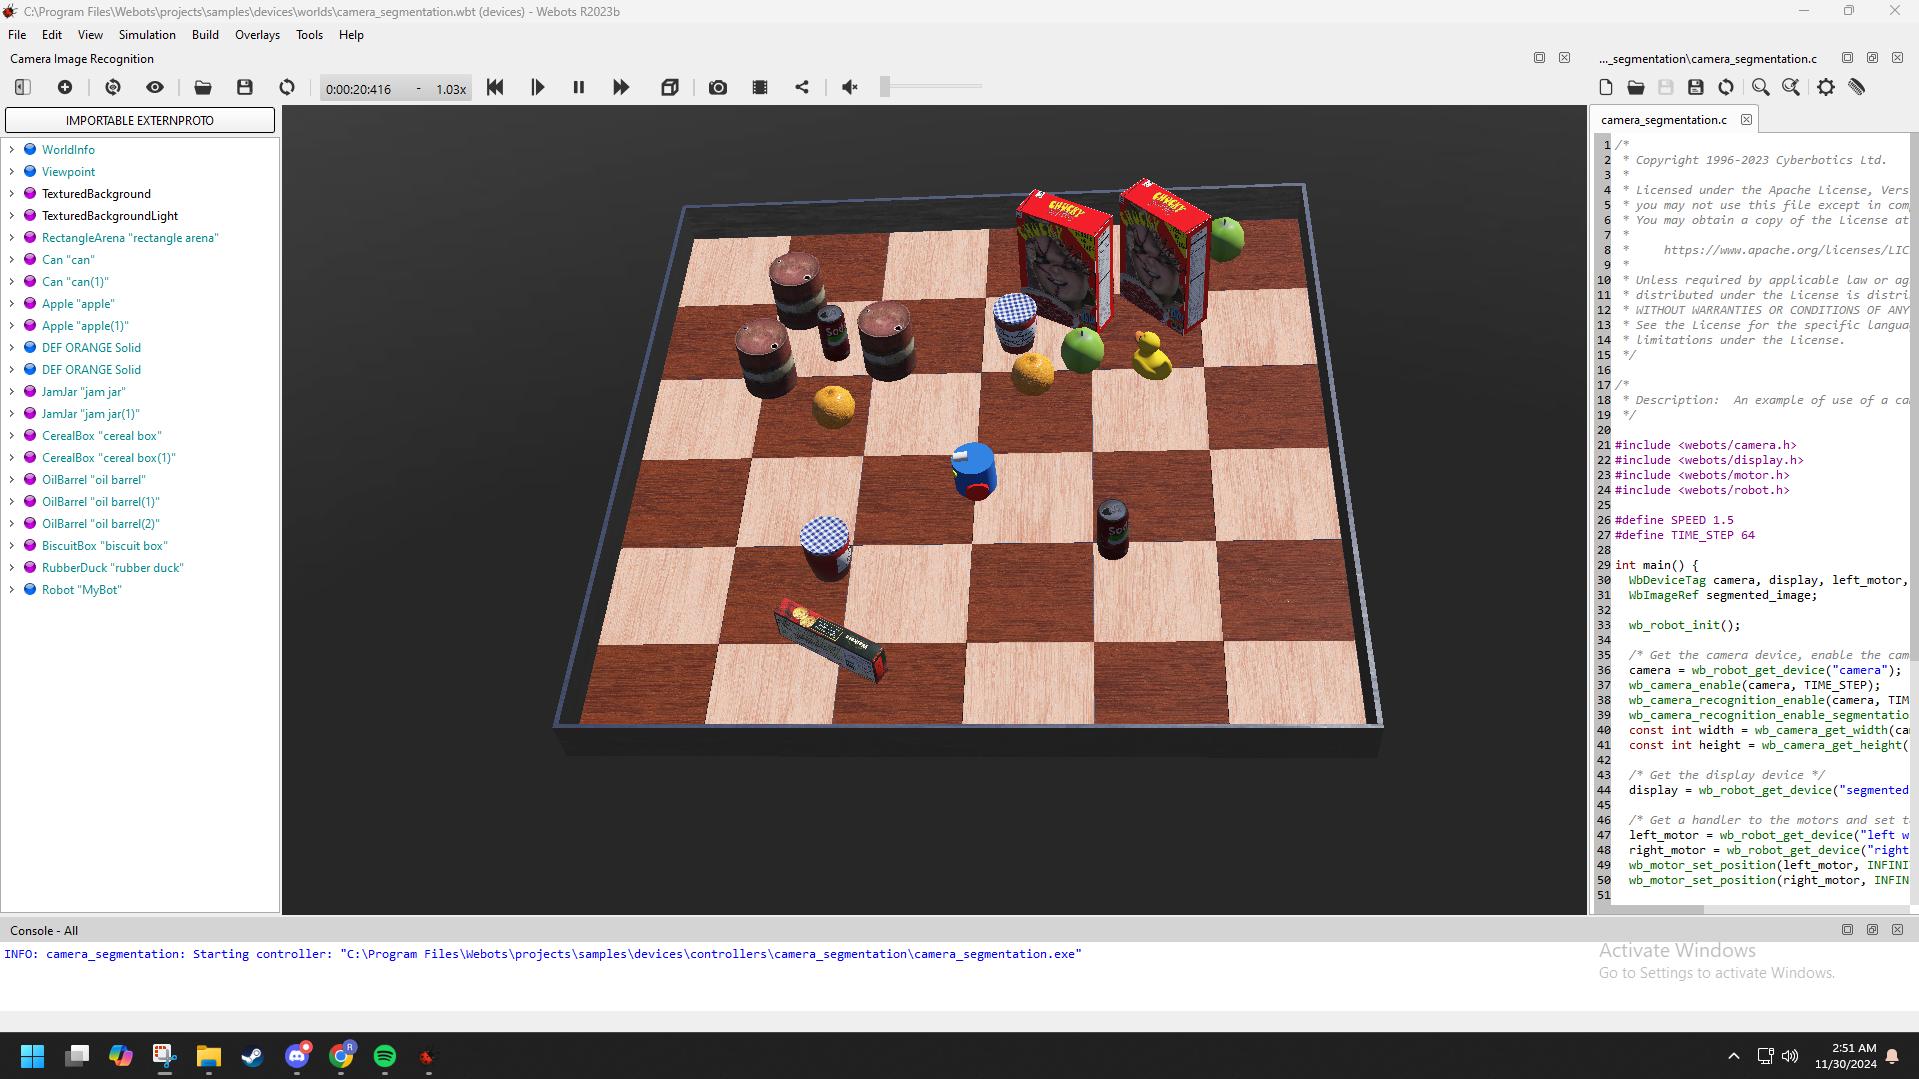 C:\Program Files\Webots\projects\samples\devices\worlds\camera_segmentation.wbt (devices) - Webots R2023b
File Edit View Simulation Build Overlays Tools Help
Camera Image Recognition
..._segmentation\camera_segmentation.c
0:00:20:416 - 1.03x
IMPORTABLE EXTERNPROTO
WorldInfo
Viewpoint
TexturedBackground
TexturedBackgroundLight
RectangleArena "rectangle arena"
Can "can"
Can "can(1)"
Apple "apple"
Apple "apple(1)"
DEF ORANGE Solid
DEF ORANGE Solid
JamJar "jam jar"
JamJar "jam jar(1)"
CerealBox "cereal box"
CerealBox "cereal box(1)"
OilBarrel "oil barrel"
OilBarrel "oil barrel(1)"
OilBarrel "oil barrel(2)"
BiscuitBox "biscuit box"
RubberDuck "rubber duck"
Robot "MyBot"
camera_segmentation.c
1 /*
2 * Copyright 1996-2023 Cyberbotics Ltd.
3 *
4 * Licensed under the Apache License, Vers
5 * you may not use this file except in com
6 * You may obtain a copy of the License at
7 *
8 * https://www.apache.org/licenses/LIC
9 *
10 * Unless required by applicable law or ag
11 * distributed under the License is distri
12 * WITHOUT WARRANTIES OR CONDITIONS OF ANY
13 * See the License for the specific langua
14 * limitations under the License.
15 */
16
17 /*
18 * Description: An example of use of a ca
19 */
20
21 #include <webots/camera.h>
22 #include <webots/display.h>
23 #include <webots/motor.h>
24 #include <webots/robot.h>
25
26 #define SPEED 1.5
27 #define TIME_STEP 64
28
29 int main() {
30 WbDeviceTag camera, display, left_motor,
31 WbImageRef segmented_image;
32
33 wb_robot_init();
34
35 /* Get the camera device, enable the cam
36 camera = wb_robot_get_device("camera");
37 wb_camera_enable(camera, TIME_STEP);
38 wb_camera_recognition_enable(camera, TIM
39 wb_camera_recognition_enable_segmentatio
40 const int width = wb_camera_get_width(ca
41 const int height = wb_camera_get_height(
42
43 /* Get the display device */
44 display = wb_robot_get_device("segmented
45
46 /* Get a handler to the motors and set t
47 left_motor = wb_robot_get_device("left w
48 right_motor = wb_robot_get_device("right
49 wb_motor_set_position(left_motor, INFINI
50 wb_motor_set_position(right_motor, INFIN
51
Console - All
INFO: camera_segmentation: Starting controller: "C:\Program Files\Webots\projects\samples\devices\controllers\camera_segmentation\camera_segmentation.exe"
Activate Windows
Go to Settings to activate Windows.
2:51 AM
11/30/2024